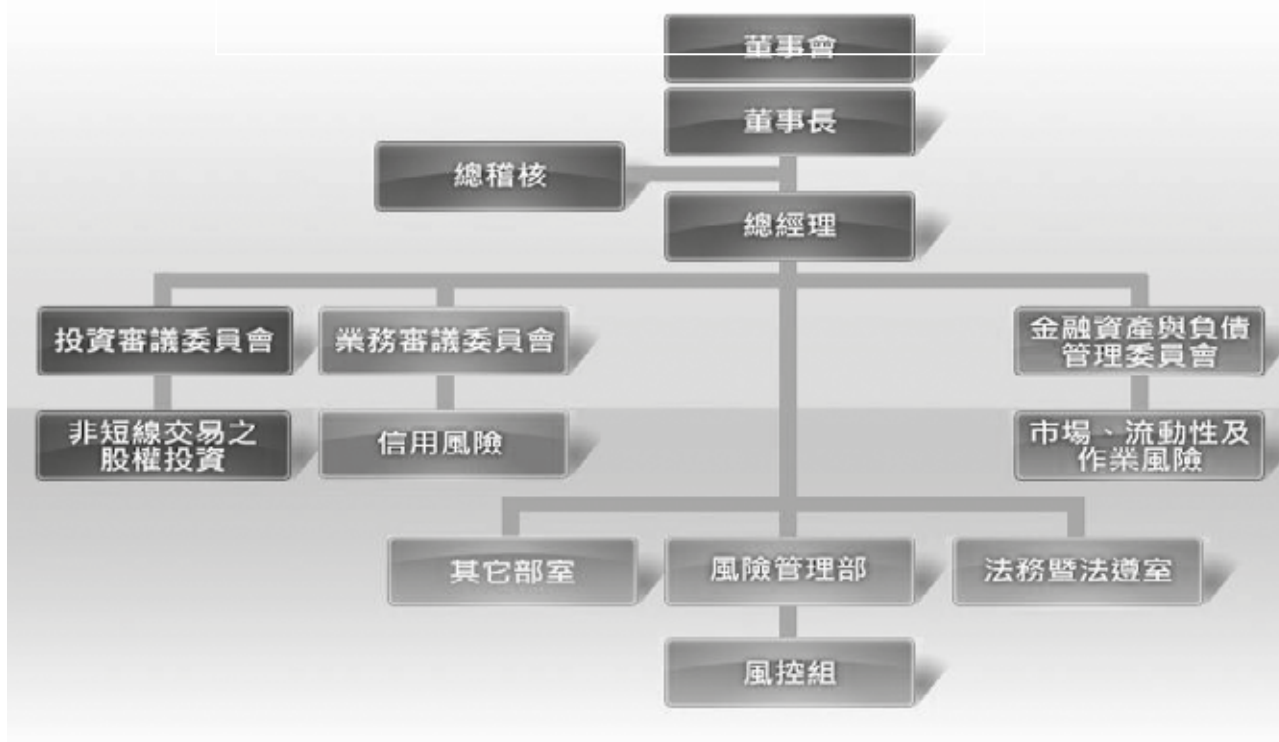 董事會
董事長
總稽核
總經理
投資審議委員會
業務審議委員會
金融資產與負債
管理委員會
非短線交易之
股權投資
信用風險
市場、流動性及
作業風險
其它部室
風險管理部
法務暨法遵室
風控組